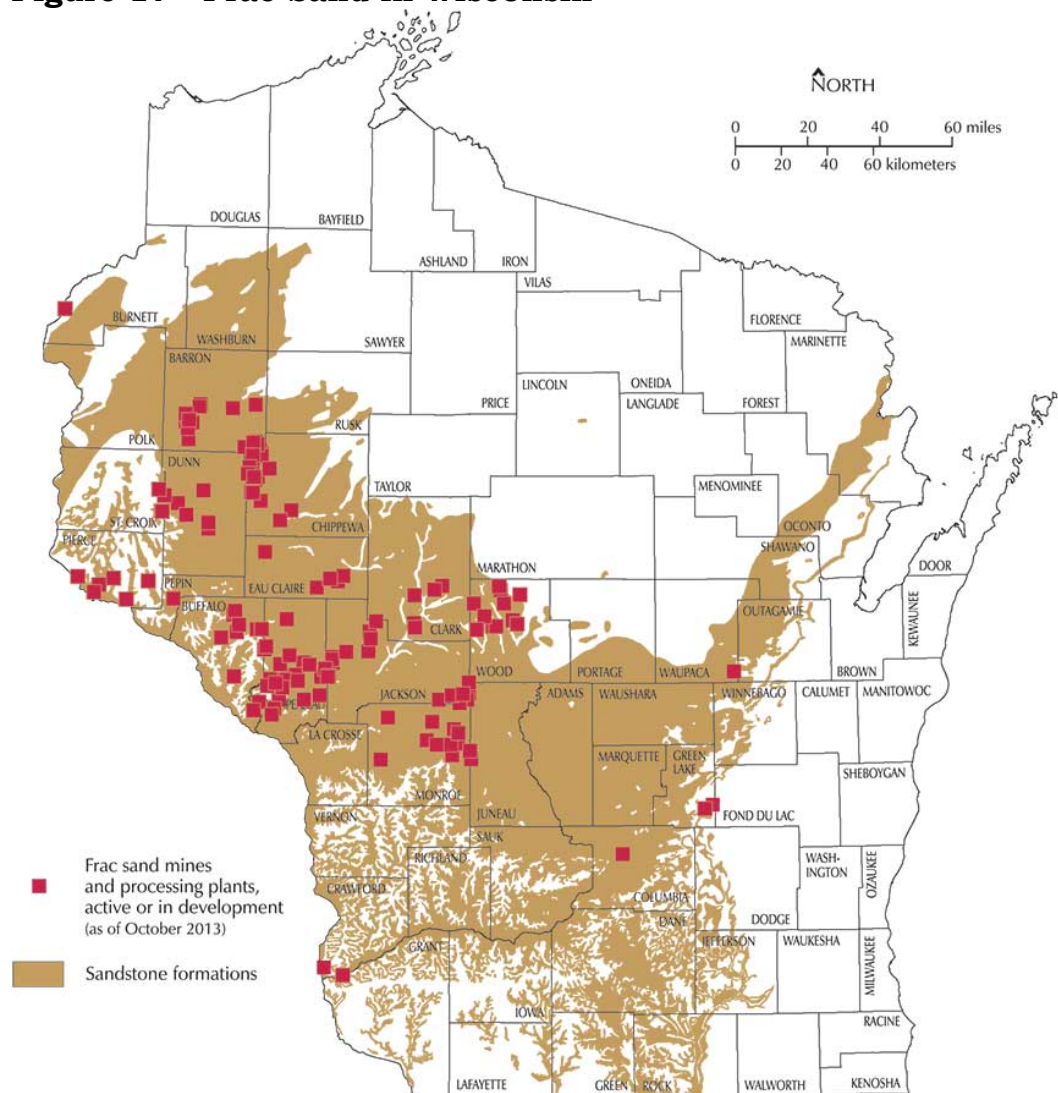 Figure 1. Frac sand in Wisconsin
NORTH
0 20 40 60 miles
0 20 40 60 kilometers
DOUGLAS
BAYFIELD
ASHLAND
IRON
VILAS
BURNETT
WASHBURN
SAWYER
FLORENCE
MARINETTE
BARRON
PRICE
LINCOLN
ONEIDA
LANGLADE
FOREST
POLK
RUSK
DUNN
TAYLOR
MENOMINEE
ST. CROIX
CHIPPEWA
OCONTO
PIERCE
SHAWANO
MARATHON
DOOR
PEPIN
EAU CLAIRE
BUFFALO
CLARK
OUTAGAMIE
KEWAUNEE
WOOD
PORTAGE
WAUPACA
BROWN
JACKSON
ADAMS
WAUSHARA
WINNEBAGO
CALUMET
MANITOWOC
LA CROSSE
MARQUETTE
GREEN
LAKE
SHEBOYGAN
MONROE
VERNON
JUNEAU
FOND DU LAC
SAUK
RICHLAND
WASH-
INGTON
OZAUKEE
CRAWFORD
COLUMBIA
DODGE
DANE
GRANT
JEFFERSON
WAUKESHA
MILWAUKEE
IOWA
RACINE
LAFAYETTE
GREEN
ROCK
WALWORTH
KENOSHA
Frac sand mines
and processing plants,
active or in development
(as of October 2013)
Sandstone formations